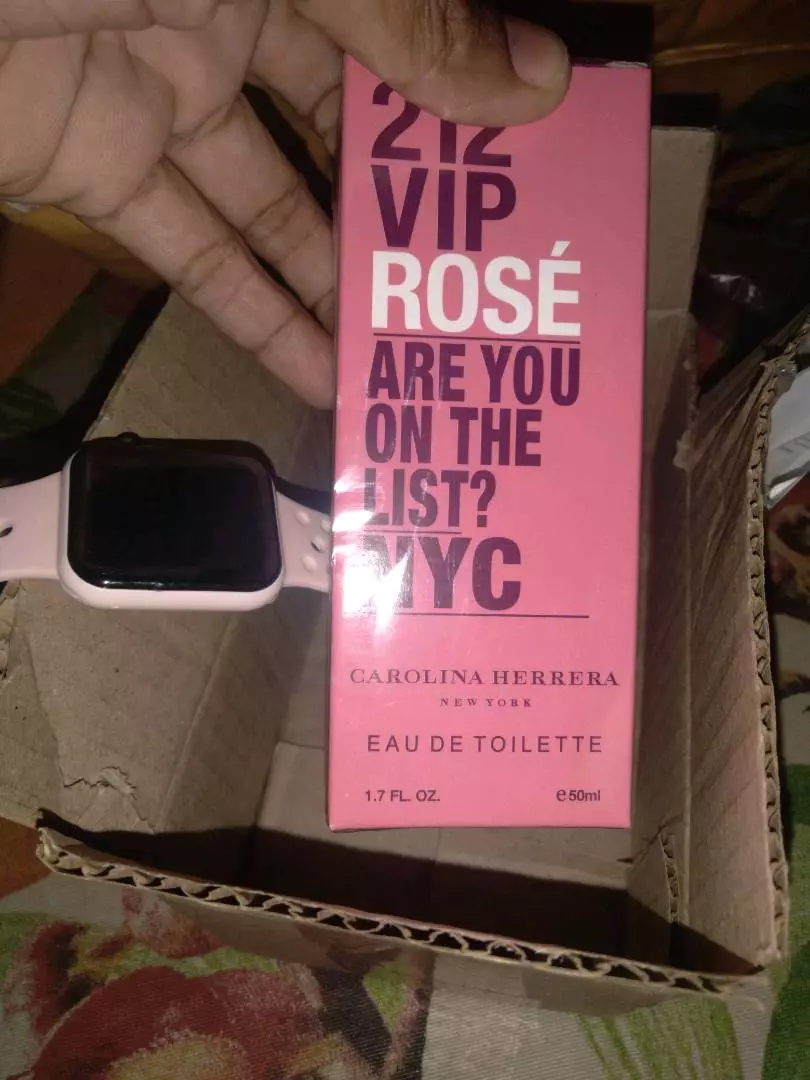 212
VIP
ROSÉ
ARE YOU
ON THE
LIST?
NYC
CAROLINA HERRERA
NEW YORK
EAU DE TOILETTE
1.7 FL. OZ. e 50ml